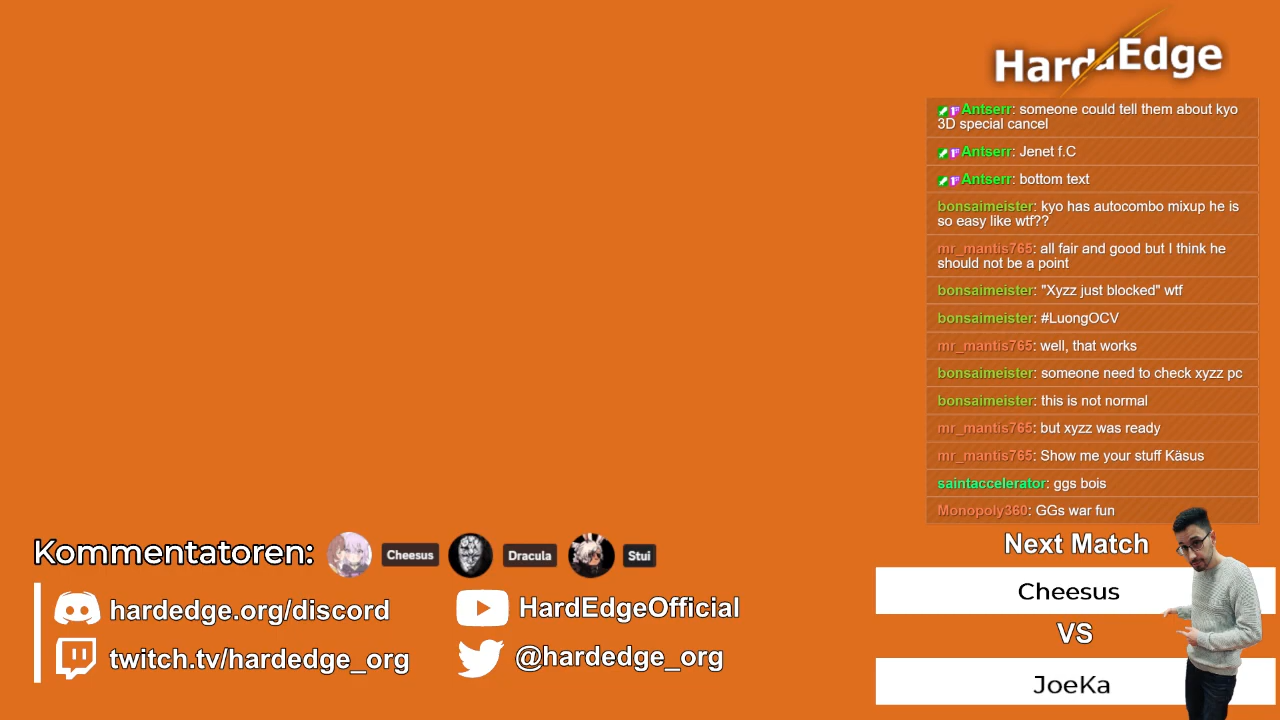 HardEdge
Antserr: someone could tell them about kyo
3D special cancel
Antserr: Jenet f.C
Antserr: bottom text
bonsaimeister: kyo has autocombo mixup he is
so easy like wtf??
mr_mantis765: all fair and good but I think he
should not be a point
bonsaimeister: "Xyzz just blocked" wtf
bonsaimeister: #LuongOCV
mr_mantis765: well, that works
bonsaimeister: someone need to check xyzz pc
bonsaimeister: this is not normal
mr_mantis765: but xyzz was ready
mr_mantis765: Show me your stuff Käsus
saintaccelerator: ggs bois
Monopoly360: GGs war fun
Kommentatoren: Cheesus Dracula Stui
hardedge.org/discord
HardEdgeOfficial
twitch.tv/hardedge_org
@hardedge_org
Next Match
Cheesus
VS
JoeKa